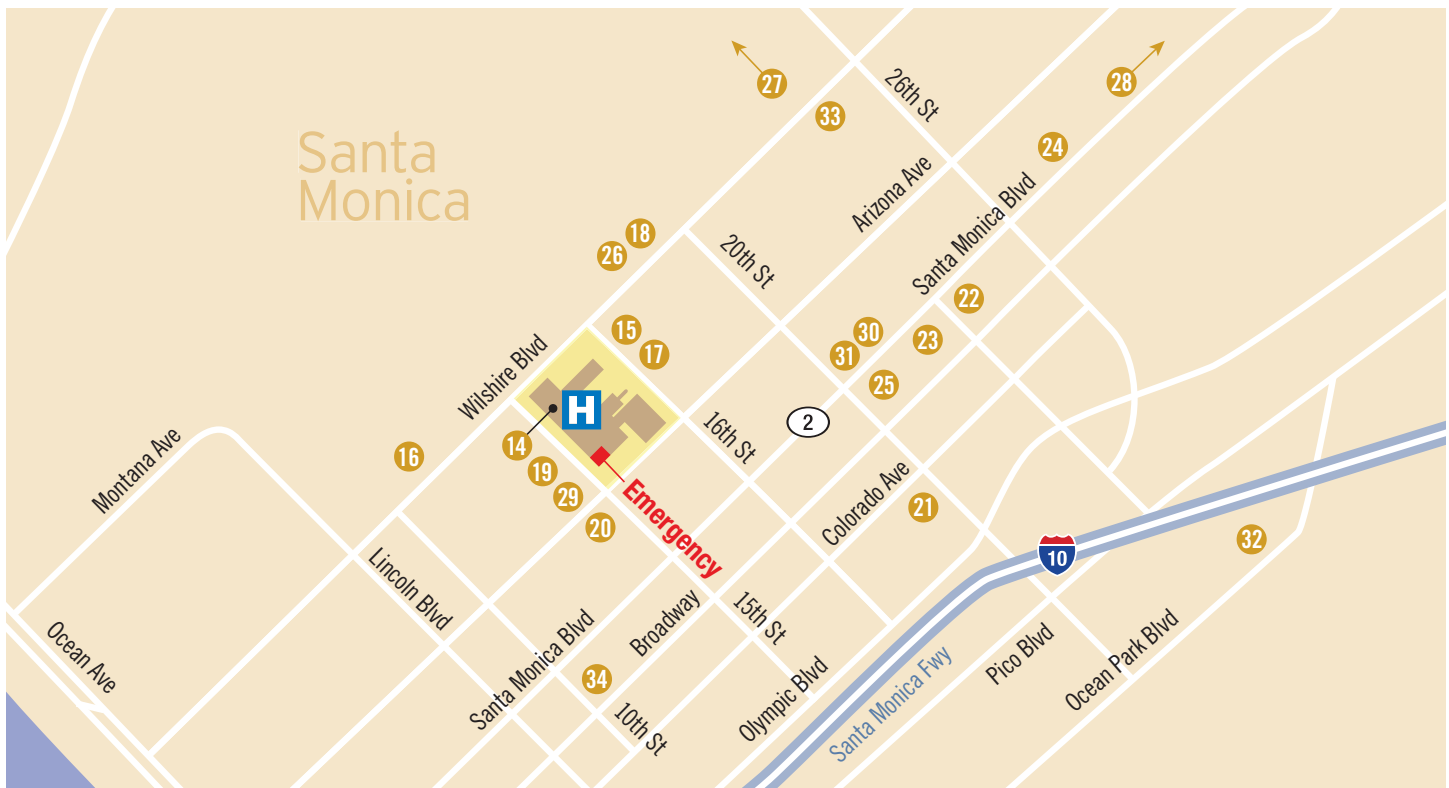 27
28
26th St
33
24
Santa
Monica
Arizona Ave
Santa Monica Blvd
18
26
20th St
22
15
17
30
31
23
25
Wilshire Blvd
H
2
16th St
14
16
19
29
20
Emergency
Montana Ave
Colorado Ave
21
32
10
Lincoln Blvd
15th St
Broadway
Santa Monica Blvd
Ocean Ave
34
10th St
Olympic Blvd
Santa Monica Fwy
Pico Blvd
Ocean Park Blvd